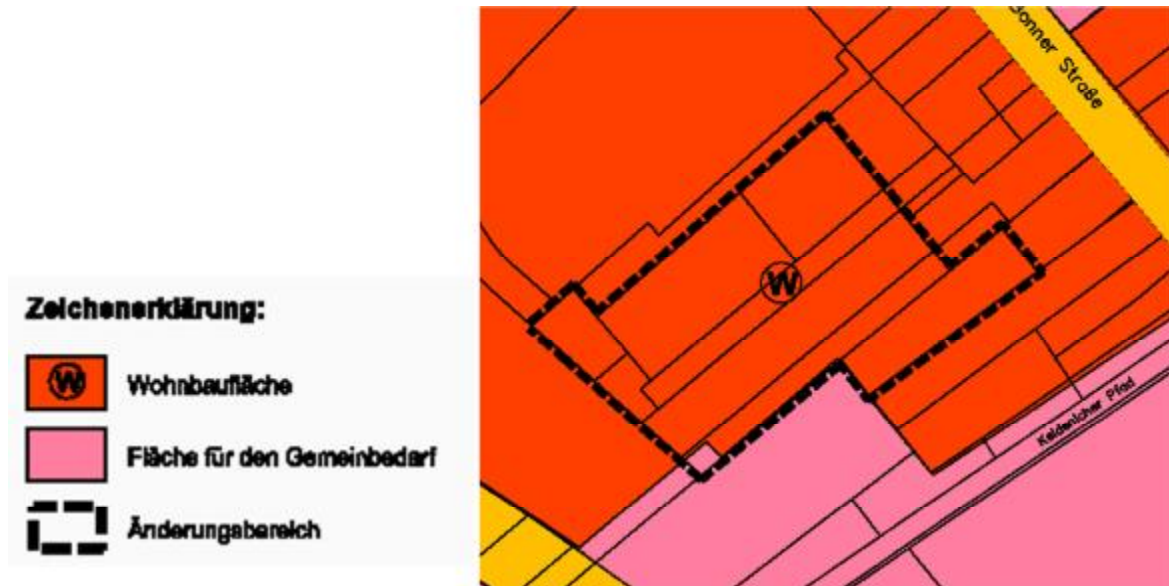 Zeichenerklärung:
W Wohnbaufläche
Fläche für den Gemeinbedarf
Änderungsbereich
Bonner Straße
W
Keldenicher Pfad